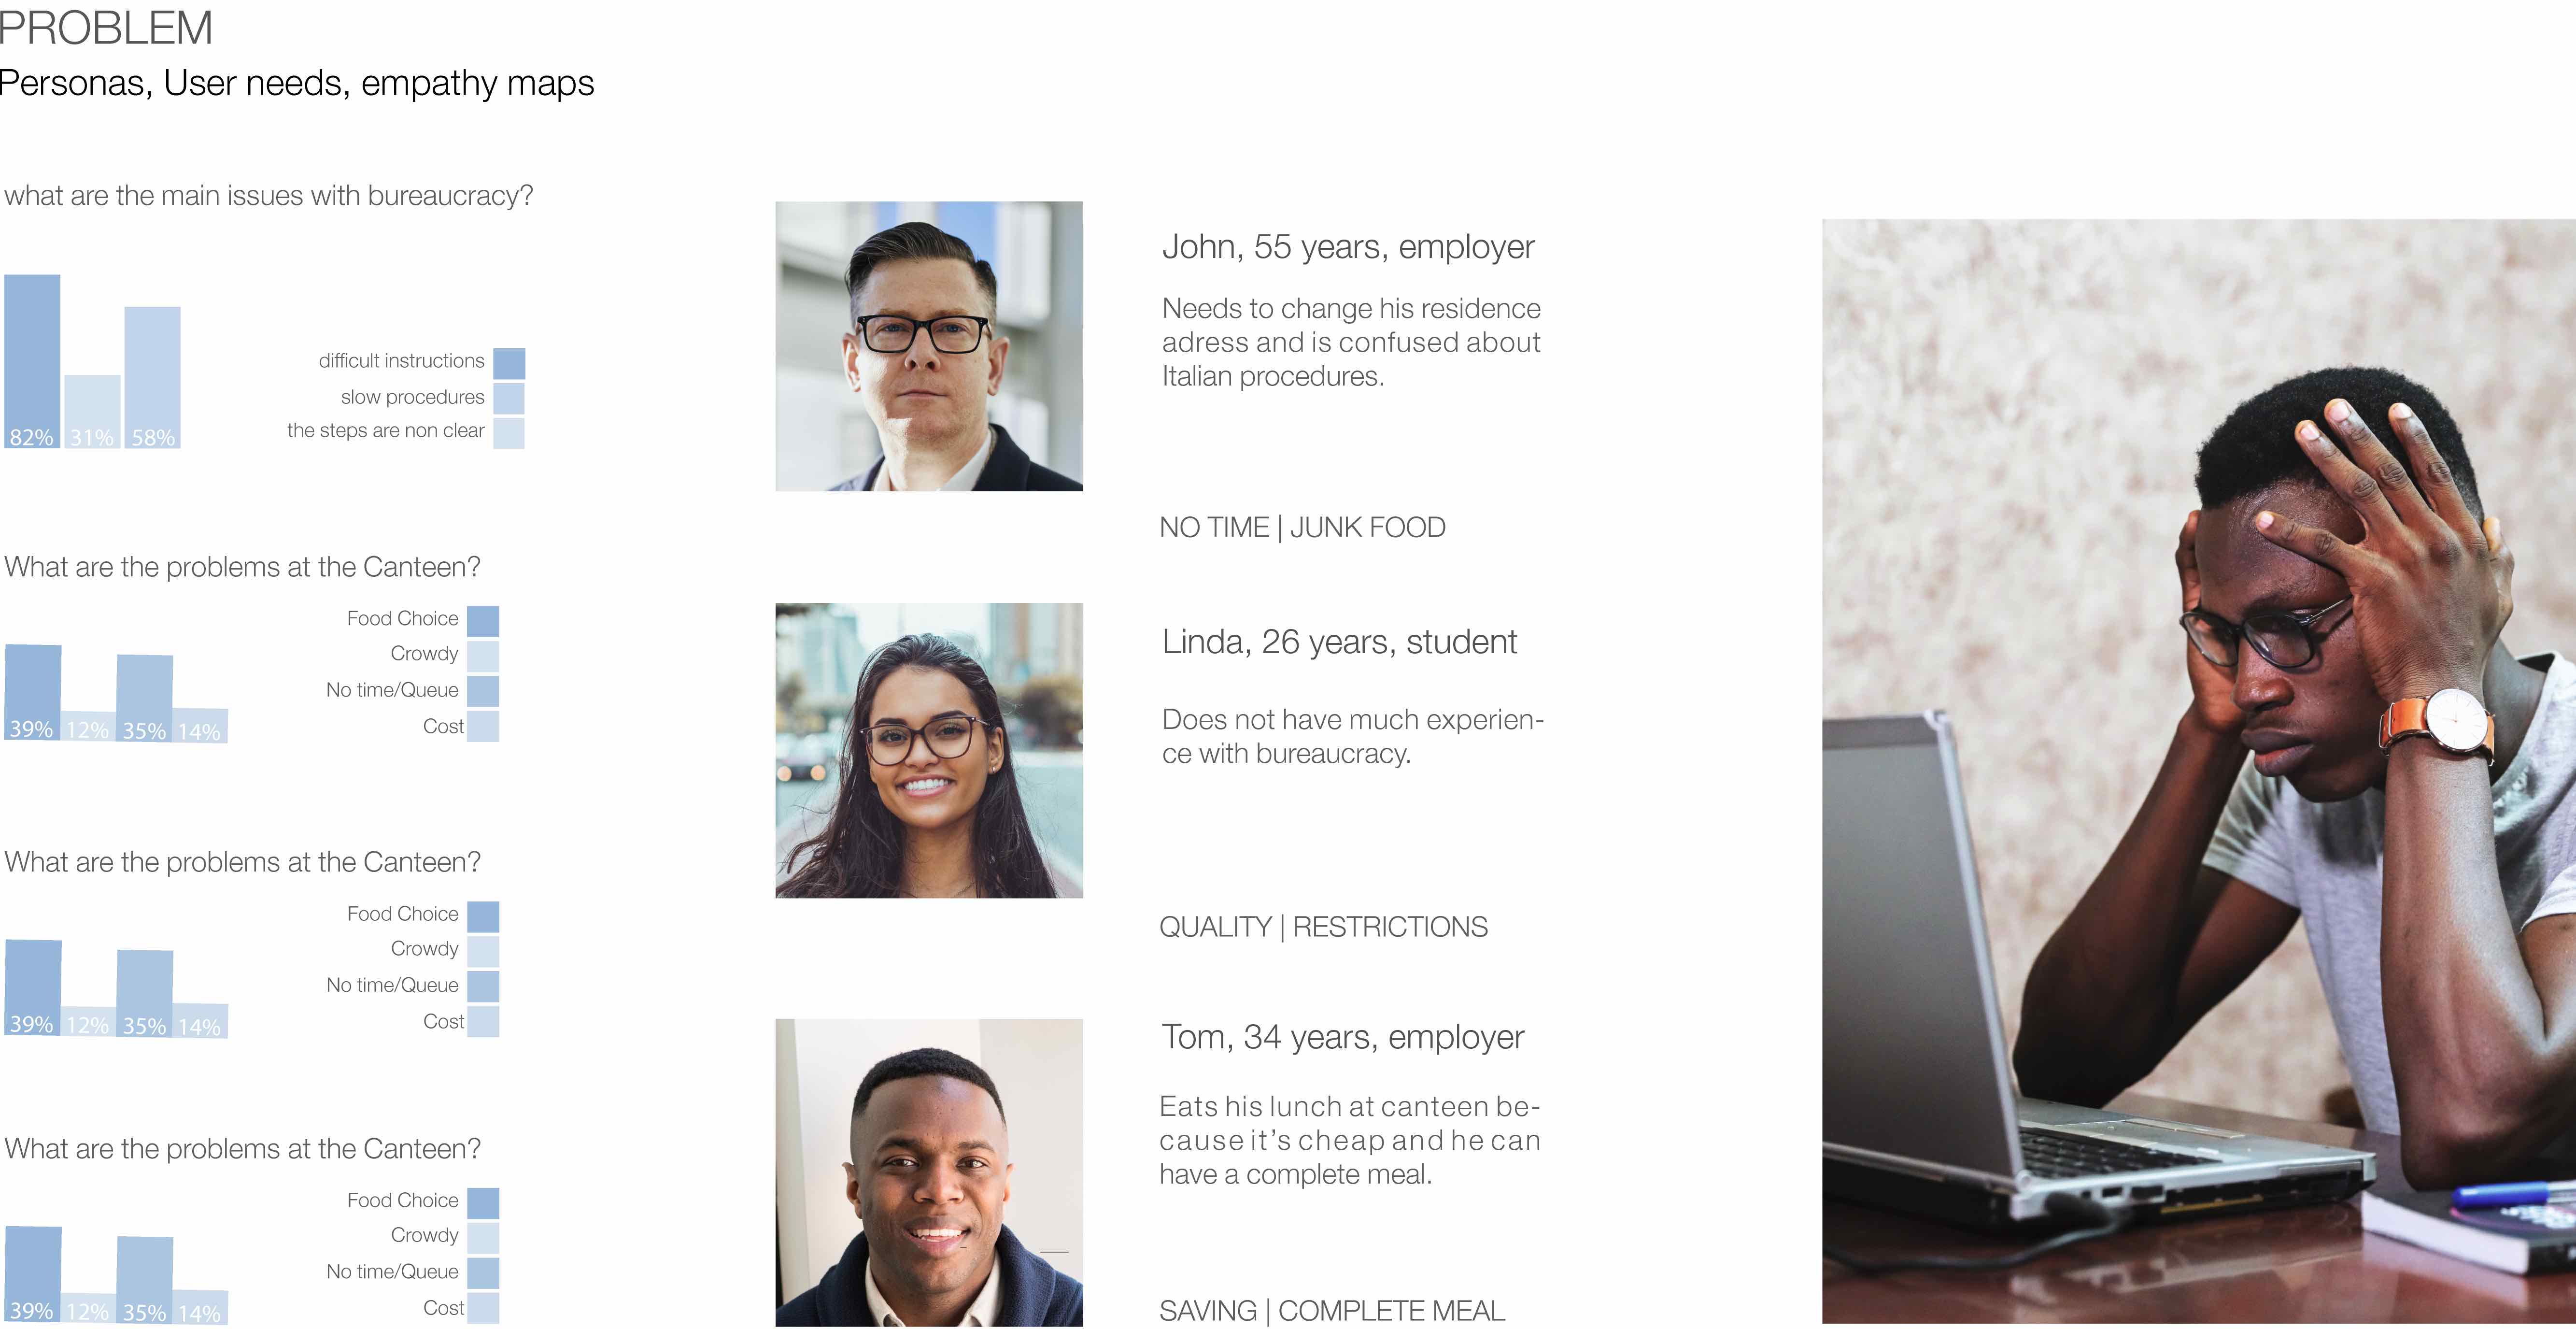 PROBLEM
Personas, User needs, empathy maps
what are the main issues with bureaucracy?
82% 31% 58%
difficult instructions
slow procedures
the steps are non clear
What are the problems at the Canteen?
39% 12% 35% 14%
Food Choice
Crowdy
No time/Queue
Cost
What are the problems at the Canteen?
39% 12% 35% 14%
Food Choice
Crowdy
No time/Queue
Cost
What are the problems at the Canteen?
39% 12% 35% 14%
Food Choice
Crowdy
No time/Queue
Cost
John, 55 years, employer
Needs to change his residence
adress and is confused about
Italian procedures.
NO TIME | JUNK FOOD
Linda, 26 years, student
Does not have much experien-
ce with bureaucracy.
QUALITY | RESTRICTIONS
Tom, 34 years, employer
Eats his lunch at canteen be-
cause it’s cheap and he can
have a complete meal.
SAVING | COMPLETE MEAL